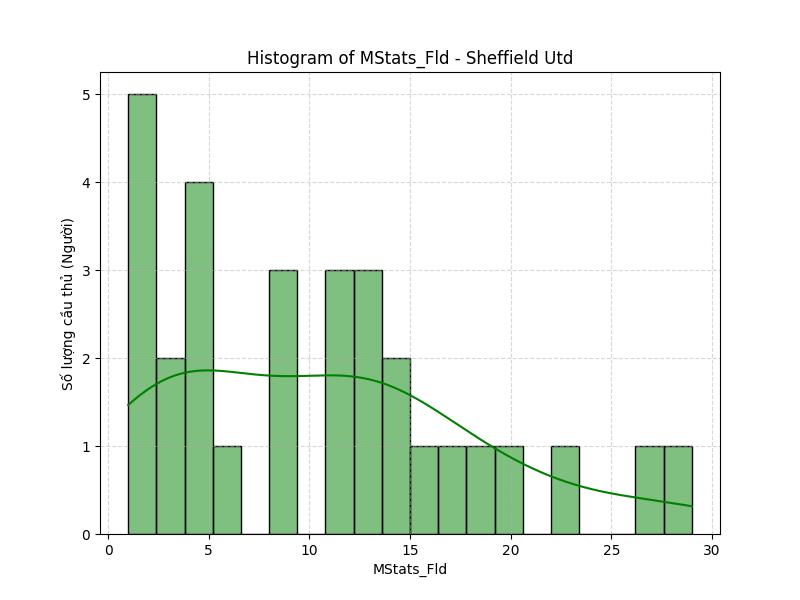 Histogram of MStats_Fld - Sheffield Utd
Số lượng cầu thủ (Người)
5
4
3
2
1
0
0 5 10 15 20 25 30
MStats_Fld